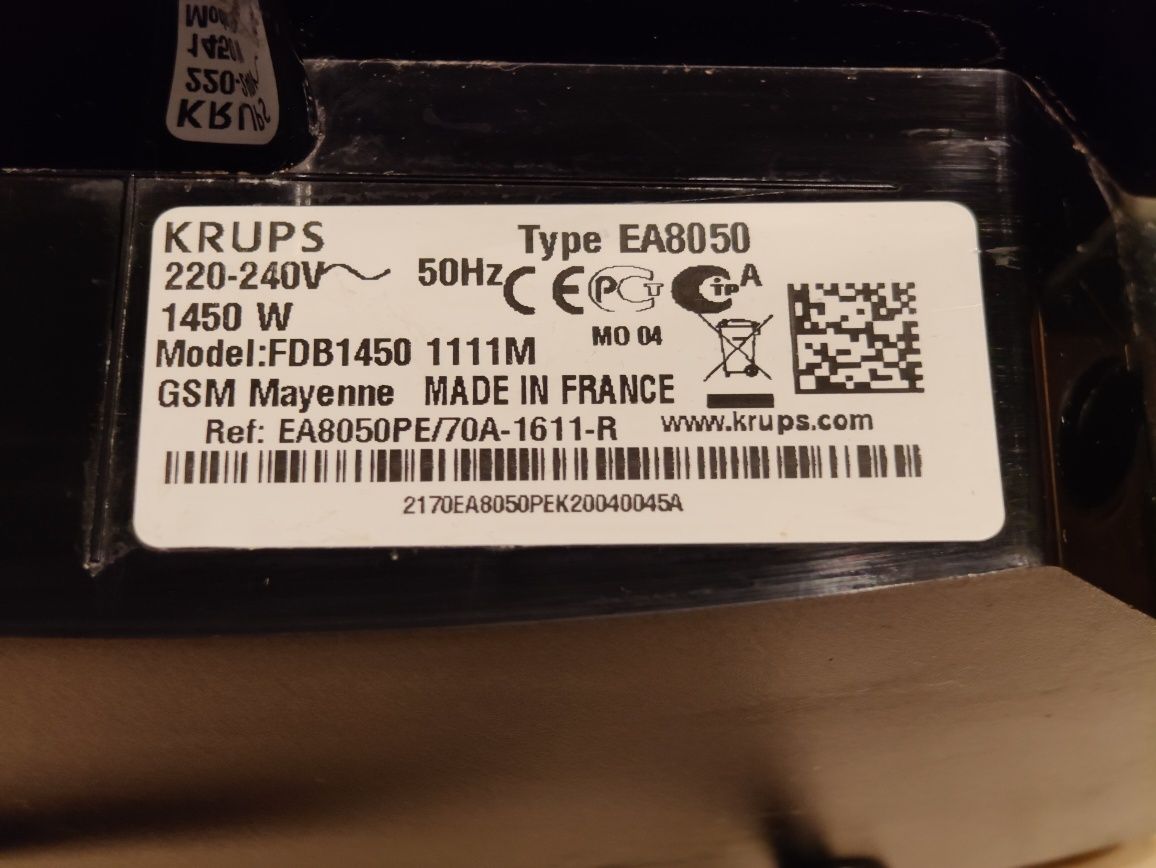 KRUPS
220-
1450
KRUPS
Type EA8050
220-240V~ 50Hz
1450 W
MO 04
Model:FDB1450 1111M
GSM Mayenne MADE IN FRANCE
Ref: EA8050PE/70A-1611-R
www.krups.com
2170EA8050PEK20040045A